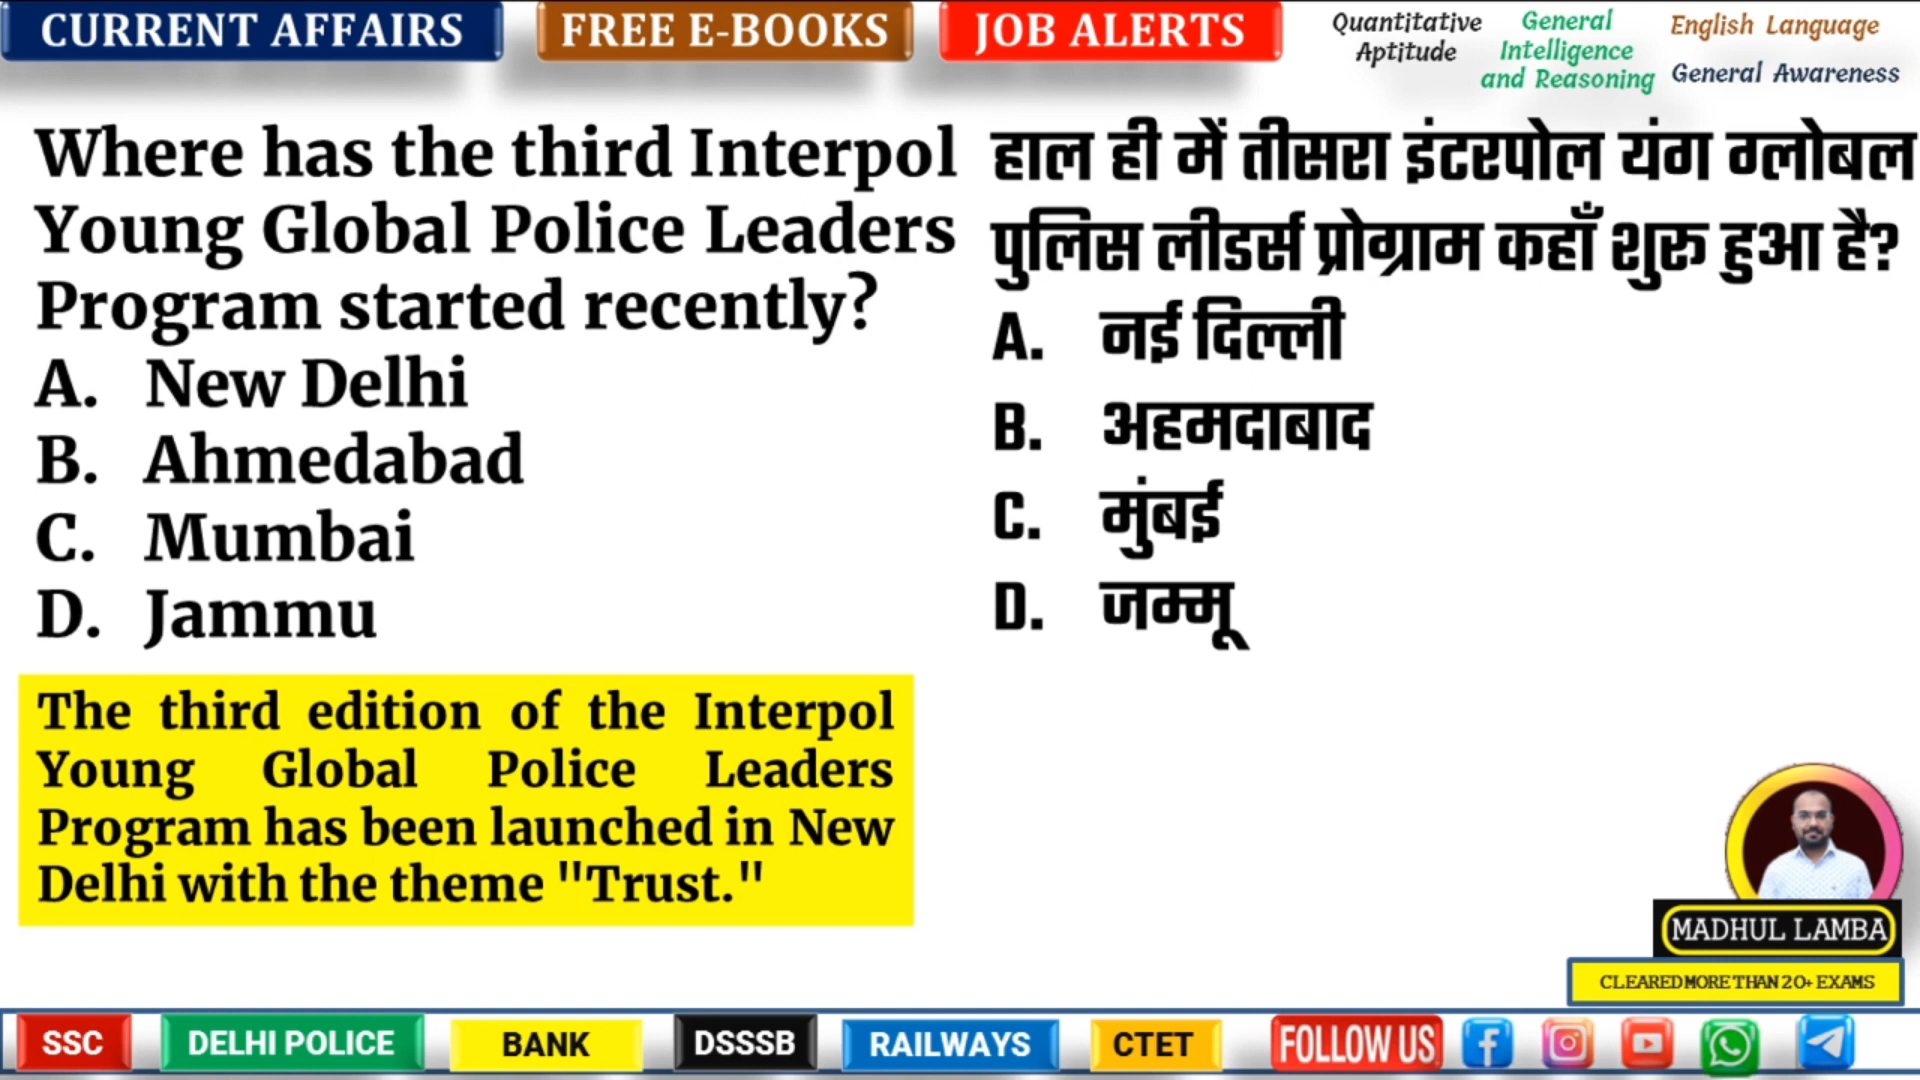 CURRENT AFFAIRS
FREE E-BOOKS
JOB ALERTS
Quantitative
Aptitude
General
Intelligence
and Reasoning
English Language
General Awareness
Where has the third Interpol
Young Global Police Leaders
Program started recently?
A. New Delhi
B. Ahmedabad
C. Mumbai
D. Jammu
The third edition of the Interpol
Young Global Police Leaders
Program has been launched in New
Delhi with the theme "Trust."
हाल ही में तीसरा इंटरपोल यंग ग्लोबल
पुलिस लीडर्स प्रोग्राम कहाँ शुरू हुआ है?
A. नई दिल्ली
B. अहमदाबाद
C. मुंबई
D. जम्मू
MADHUL LAMBA
CLEARED MORE THAN 20+ EXAMS
SSC
DELHI POLICE
BANK
DSSSB
RAILWAYS
CTET
FOLLOW US